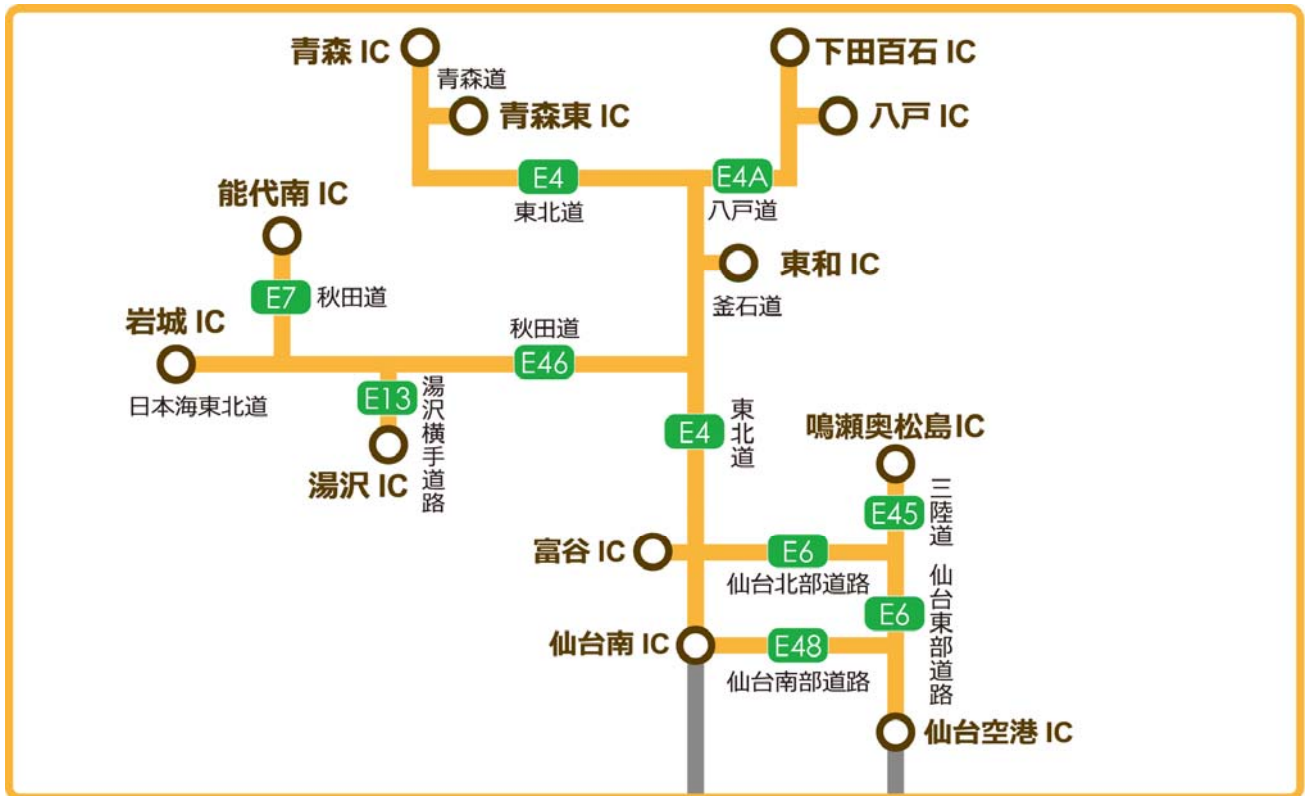 青森 IC
下田百石 IC
青森道
青森東 IC
八戸 IC
E4
E4A
東北道
八戸道
能代南 IC
東和 IC
E7
秋田道
釜石道
岩城 IC
秋田道
E46
日本海東北道
E13
湯沢横手道路
湯沢 IC
E4
東北道
鳴瀬奥松島IC
E45
三陸道
富谷 IC
E6
仙台北部道路
E6
仙台東部道路
仙台南 IC
E48
仙台南部道路
仙台空港 IC